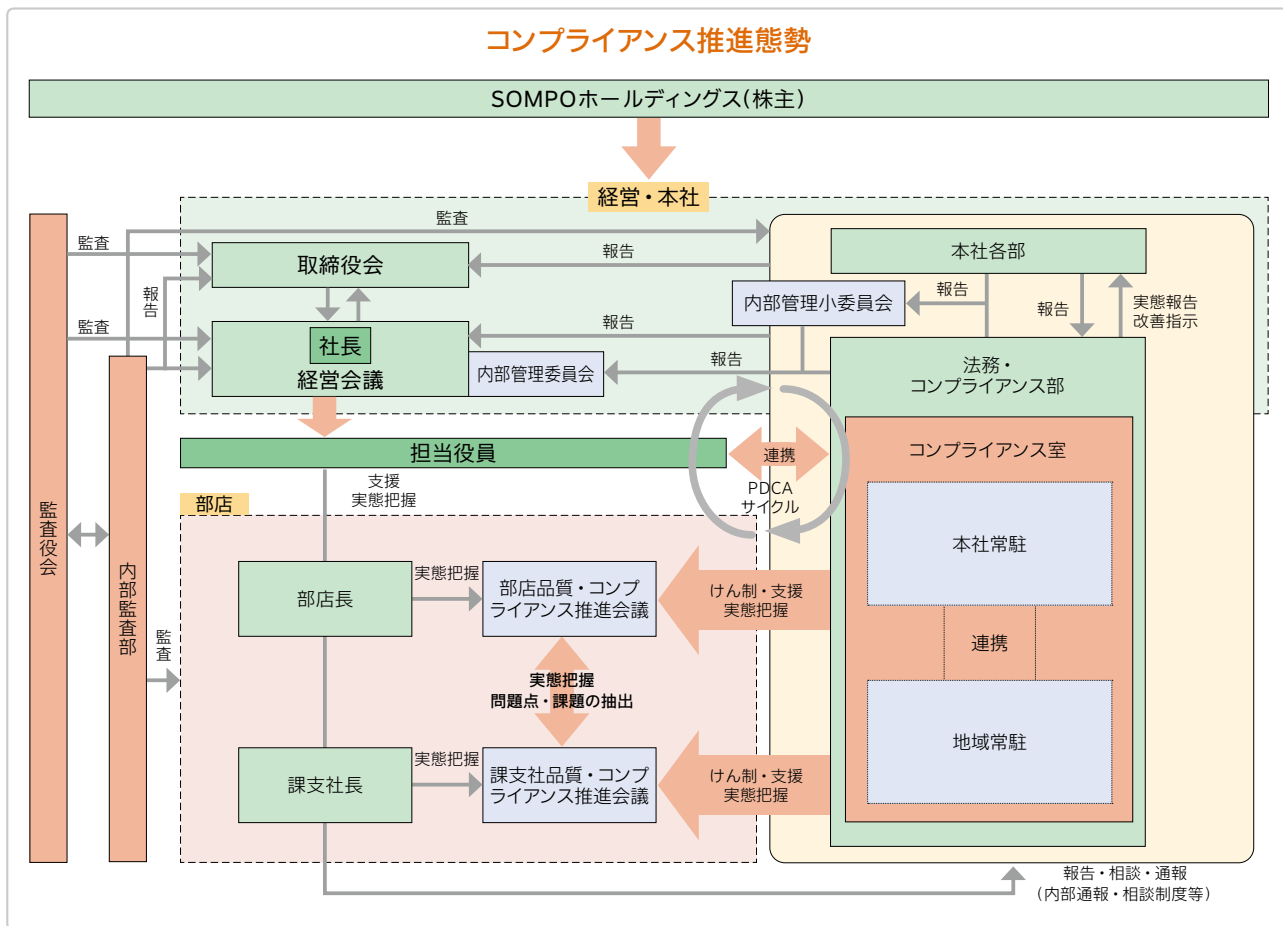 コンプライアンス推進態勢
SOMPOホールディングス(株主)
経営・本社
監査
監査
取締役会
報告
本社各部
報告
内部管理小委員会
報告
報告
実態報告
改善指示
監査
社長
経営会議
報告
内部管理委員会
報告
法務・
コンプライアンス部
担当役員
連携
コンプライアンス室
PDCA
サイクル
支援
実態把握
部店
監査役会
内部監査部
監査
部店長
実態把握
部店品質・コンプ
ライアンス推進会議
けん制・支援
実態把握
本社常駐
連携
実態把握
問題点・課題の抽出
課支社長
実態把握
課支社品質・コンプ
ライアンス推進会議
けん制・支援
実態把握
地域常駐
報告・相談・通報
(内部通報・相談制度等)